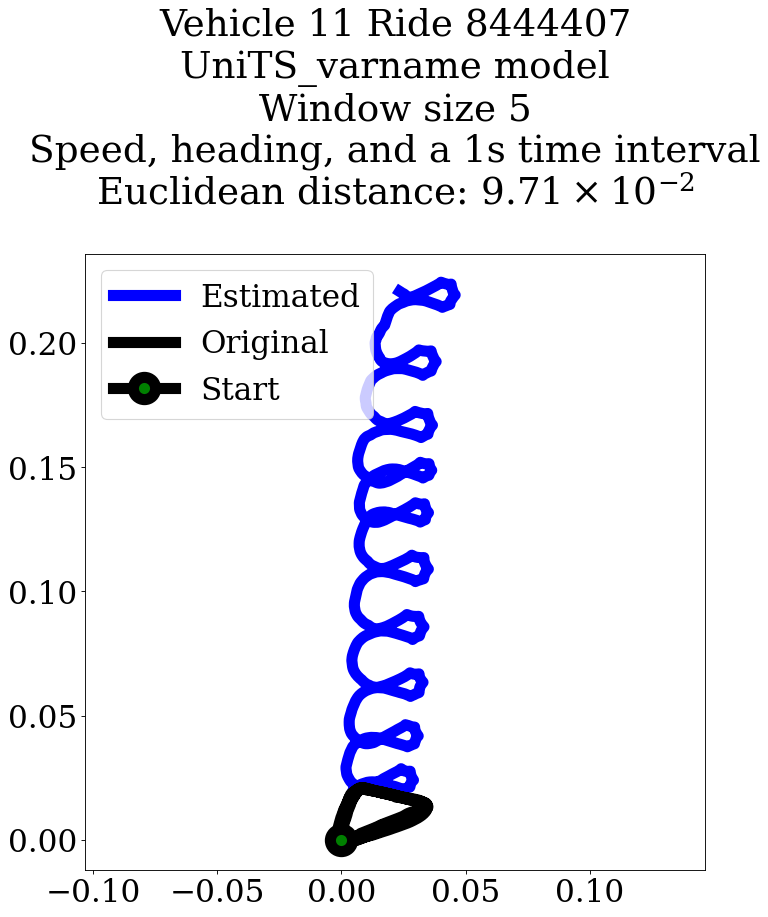 Vehicle 11 Ride 8444407
UniTS_varname model
Window size 5
Speed, heading, and a 1s time interval
Euclidean distance: 9.71 × 10⁻²
Estimated
Original
Start
0.20
0.15
0.10
0.05
0.00
−0.10 −0.05 0.00 0.05 0.10